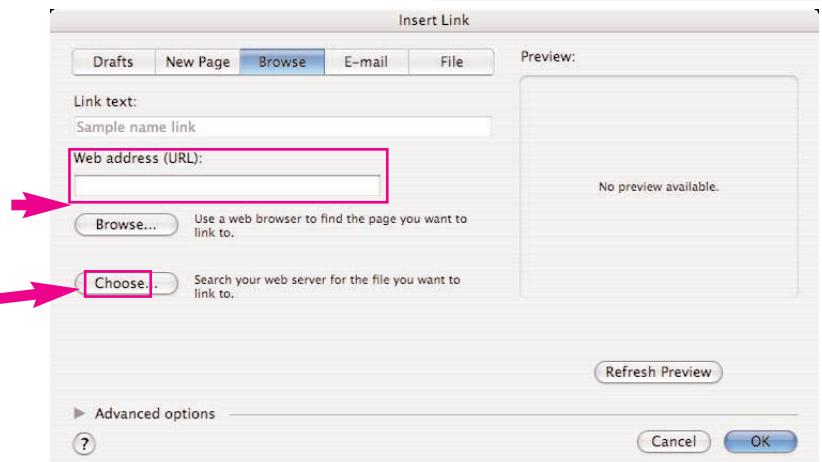 Insert Link
Drafts New Page Browse E-mail File
Preview:
Link text:
Sample name link
Web address (URL):
No preview available.
Browse... Use a web browser to find the page you want to
link to.
Choose... Search your web server for the file you want to
link to.
Refresh Preview
Advanced options
? Cancel OK